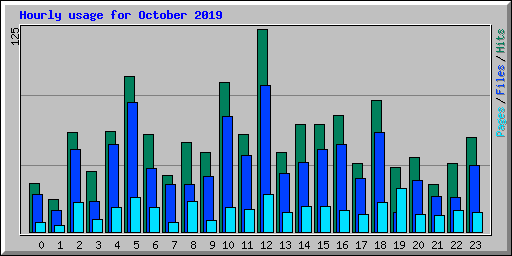 Hourly usage for October 2019
125
Pages/Files/Hits
0 1 2 3 4 5 6 7 8 9 10 11 12 13 14 15 16 17 18 19 20 21 22 23